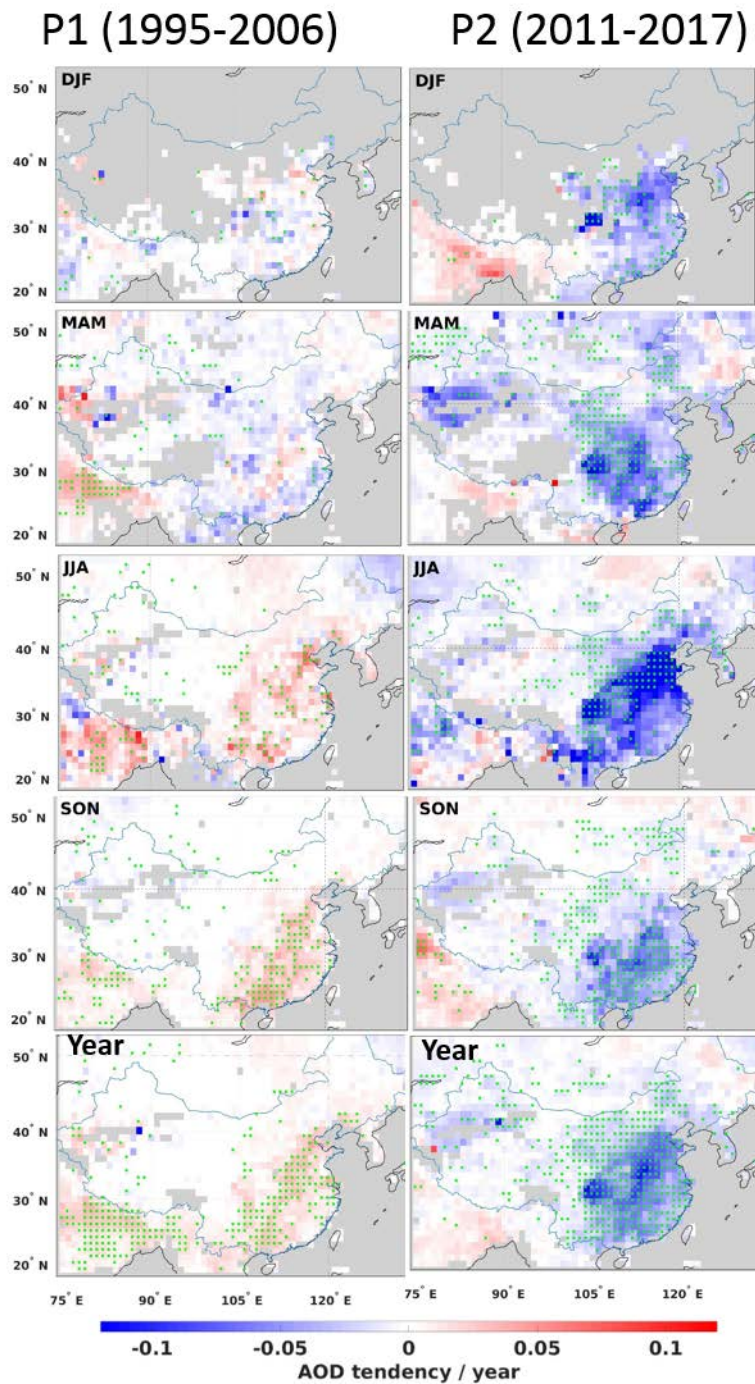 P1 (1995-2006) P2 (2011-2017)
DJF DJF
50° N
40° N
30° N
20° N
MAM MAM
50° N
40° N
30° N
20° N
JJA JJA
50° N
40° N
30° N
20° N
SON SON
50° N
40° N
30° N
20° N
Year Year
50° N
40° N
30° N
20° N
75° E 90° E 105° E 120° E 75° E 90° E 105° E 120° E
-0.1 -0.05 0 0.05 0.1
AOD tendency / year